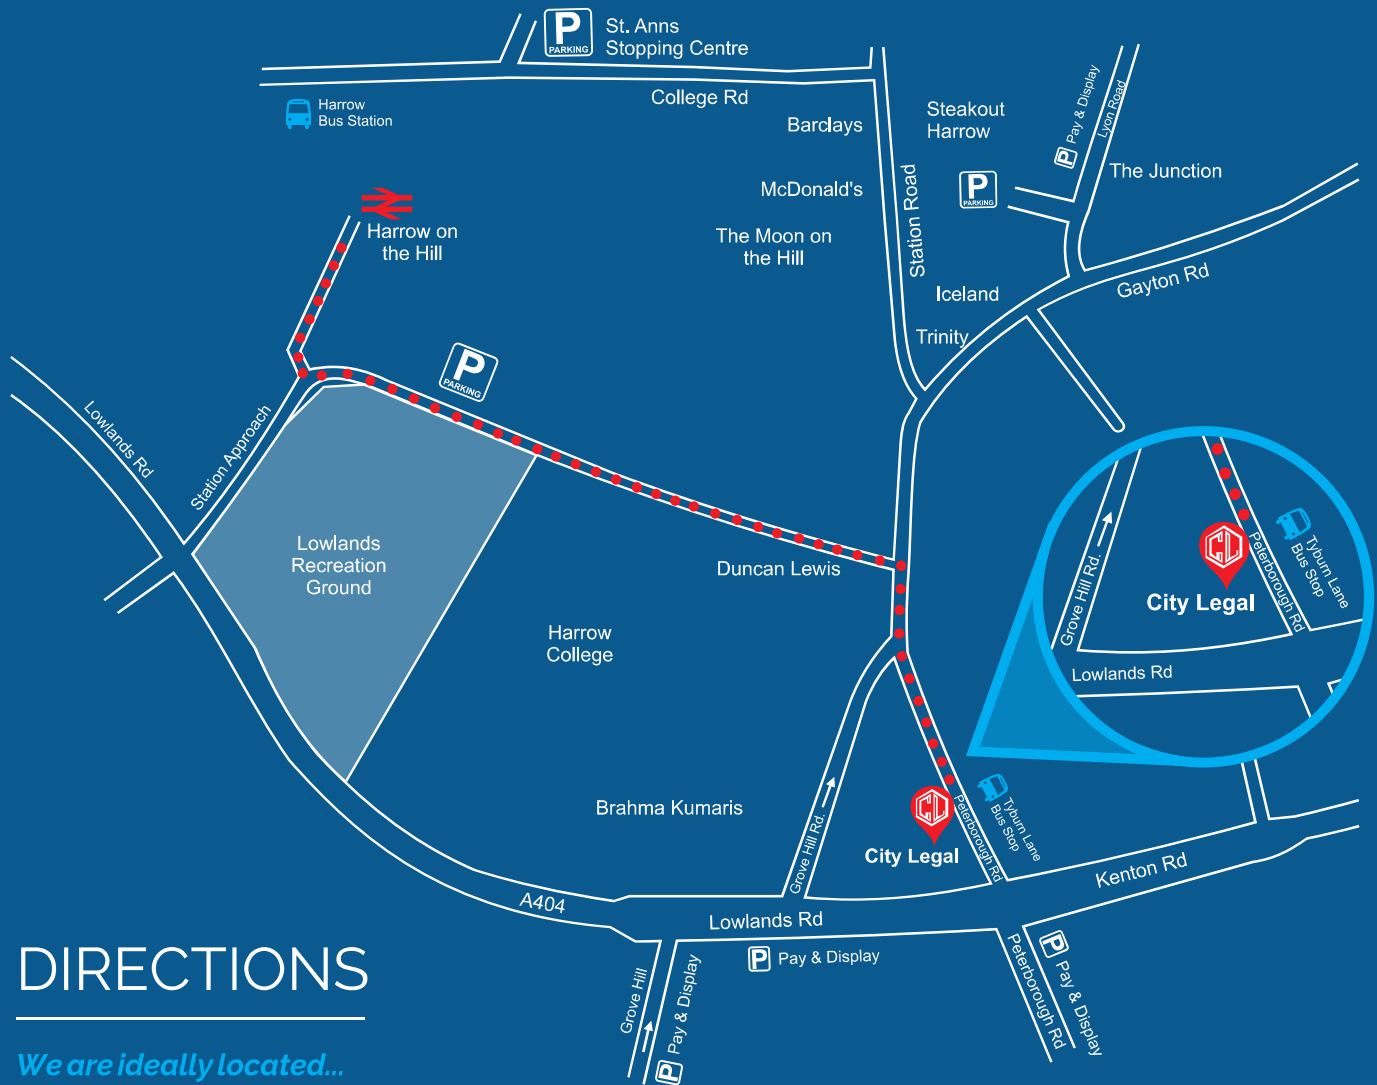 P
PARKING
St. Anns
Stopping Centre
College Rd
Harrow
Bus Station
Barclays
Steakout
Harrow
P Pay & Display
Lyon Road
McDonald's
P
PARKING
The Junction
Station Road
The Moon on
the Hill
Harrow on
the Hill
Gayton Rd
Iceland
Trinity
P
PARKING
Lowlands Rd
Station Approach
Lowlands
Recreation
Ground
Duncan Lewis
Harrow
College
CL
City Legal
Grove Hill Rd.
Peterborough Rd
Tyburn Lane
Bus Stop
Lowlands Rd
Brahma Kumaris
Grove Hill Rd.
CL
City Legal
Peterborough Rd
Tyburn Lane
Bus Stop
Kenton Rd
A404
Lowlands Rd
P Pay & Display
Grove Hill
P Pay & Display
Peterborough Rd
P Pay & Display
DIRECTIONS
We are ideally located...